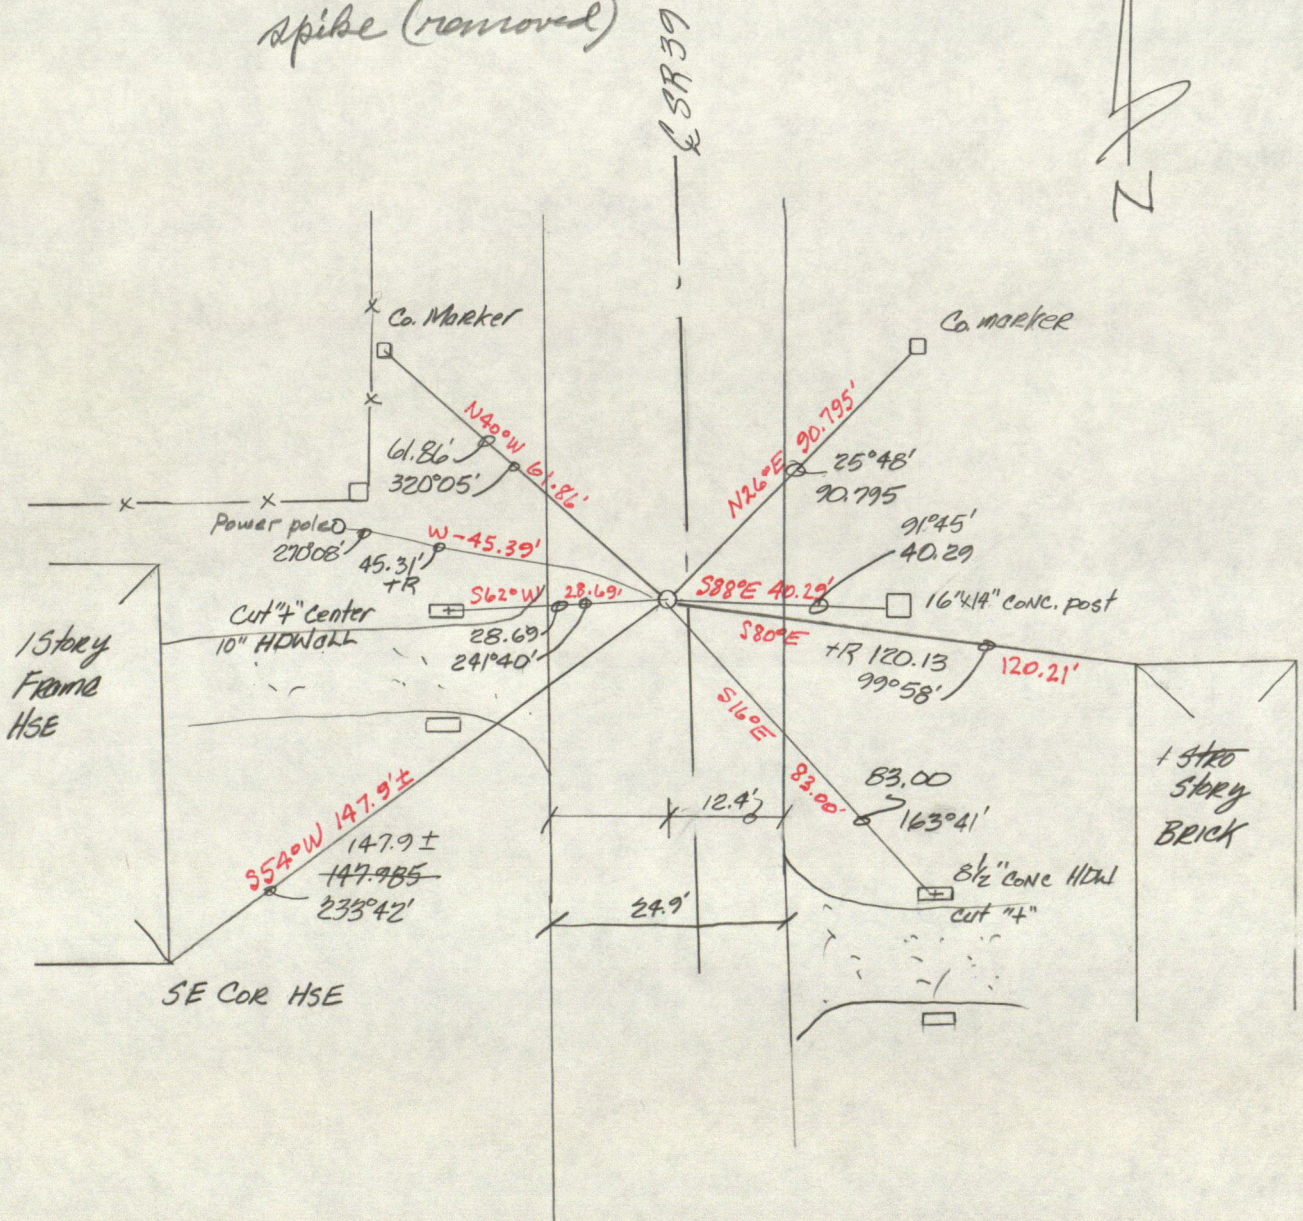 spike (removed)
℄ SR39
N
Co. Marker
Co. marker
N40°W 61.86'
61.86'
320°05'
N26°E 90.795'
25°48'
90.795
Power pole
270°08'
W-45.39'
45.31'
+R
91°45'
40.29
S88°E 40.29'
16"x14" conc. post
S62°W 28.69'
Cut "+" Center
10" HDWALL
28.69
241°40'
S80°E
+R 120.13
99°58'
120.21'
1 Story
Frame
HSE
S16°E
83.00'
83.00
163°41'
1 Stro
Story
BRICK
12.4'
S54°W 147.9'±
147.9 ±
147.985
233°42'
24.9'
8½" conc HDW
cut "+"
SE COR HSE